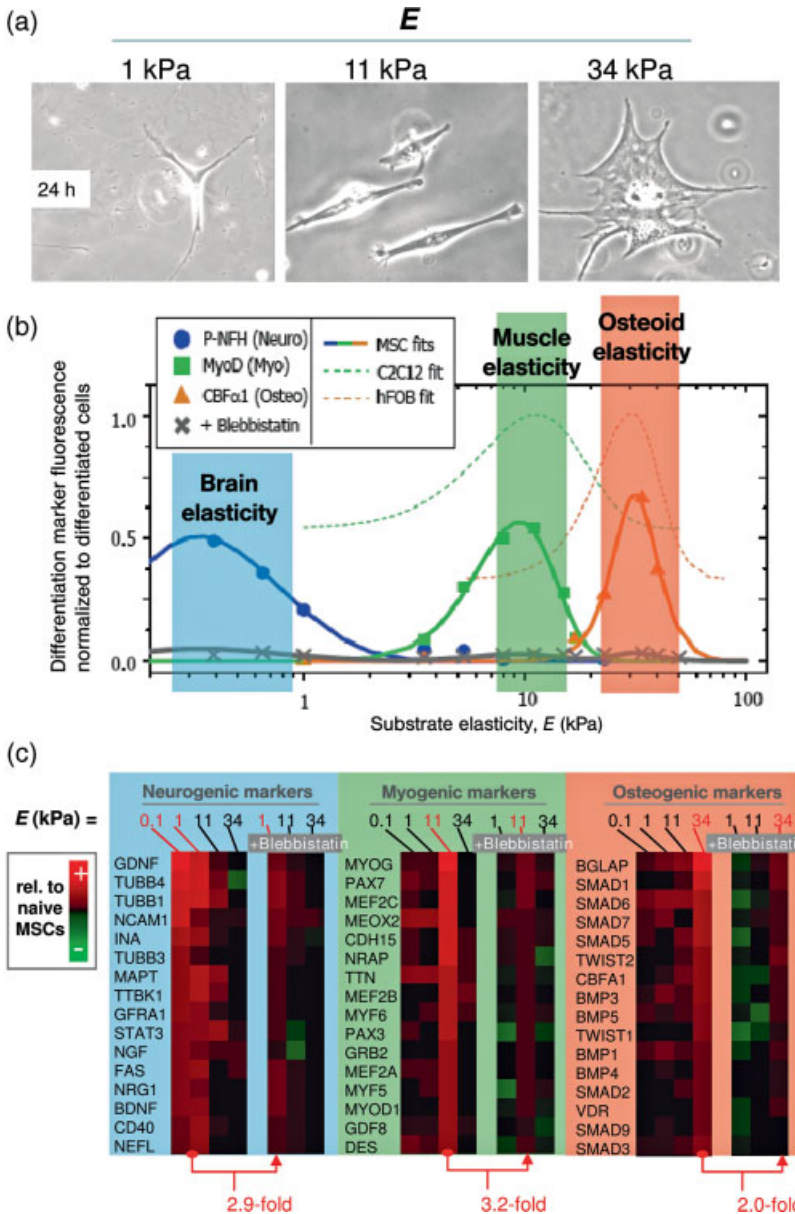 (a)
E
1 kPa 11 kPa 34 kPa
24 h
(b)
P-NFH (Neuro)
MyoD (Myo)
CBFα1 (Osteo)
+ Blebbistatin
MSC fits
C2C12 fit
hFOB fit
Muscle
elasticity
Osteoid
elasticity
Brain
elasticity
Differentiation marker fluorescence
normalized to differentiated cells
1.0
0.5
0.0
1 10 100
Substrate elasticity, E (kPa)
(c)
Neurogenic markers Myogenic markers Osteogenic markers
E (kPa) =
0.1 1 11 34 1 11 34
+Blebbistatin
0.1 1 11 34 1 11 34
+Blebbistatin
0.1 1 11 34 1 11 34
+Blebbistatin
+
rel. to
naive
MSCs
-
GDNF
TUBB4
TUBB1
NCAM1
INA
TUBB3
MAPT
TTBK1
GFRA1
STAT3
NGF
FAS
NRG1
BDNF
CD40
NEFL
MYOG
PAX7
MEF2C
MEOX2
CDH15
NRAP
TTN
MEF2B
MYF6
PAX3
GRB2
MEF2A
MYF5
MYOD1
GDF8
DES
BGLAP
SMAD1
SMAD6
SMAD7
SMAD5
TWIST2
CBFA1
BMP3
BMP5
TWIST1
BMP1
BMP4
SMAD2
VDR
SMAD9
SMAD3
2.9-fold 3.2-fold 2.0-fold